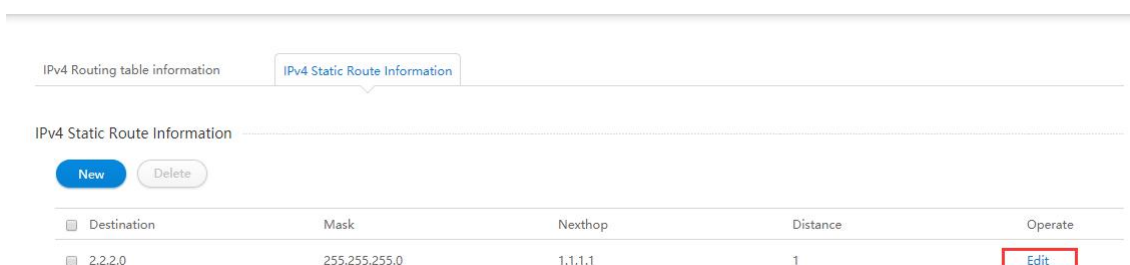 IPv4 Routing table information IPv4 Static Route Information
IPv4 Static Route Information
New Delete
Destination Mask Nexthop Distance Operate
2.2.2.0 255.255.255.0 1.1.1.1 1 Edit